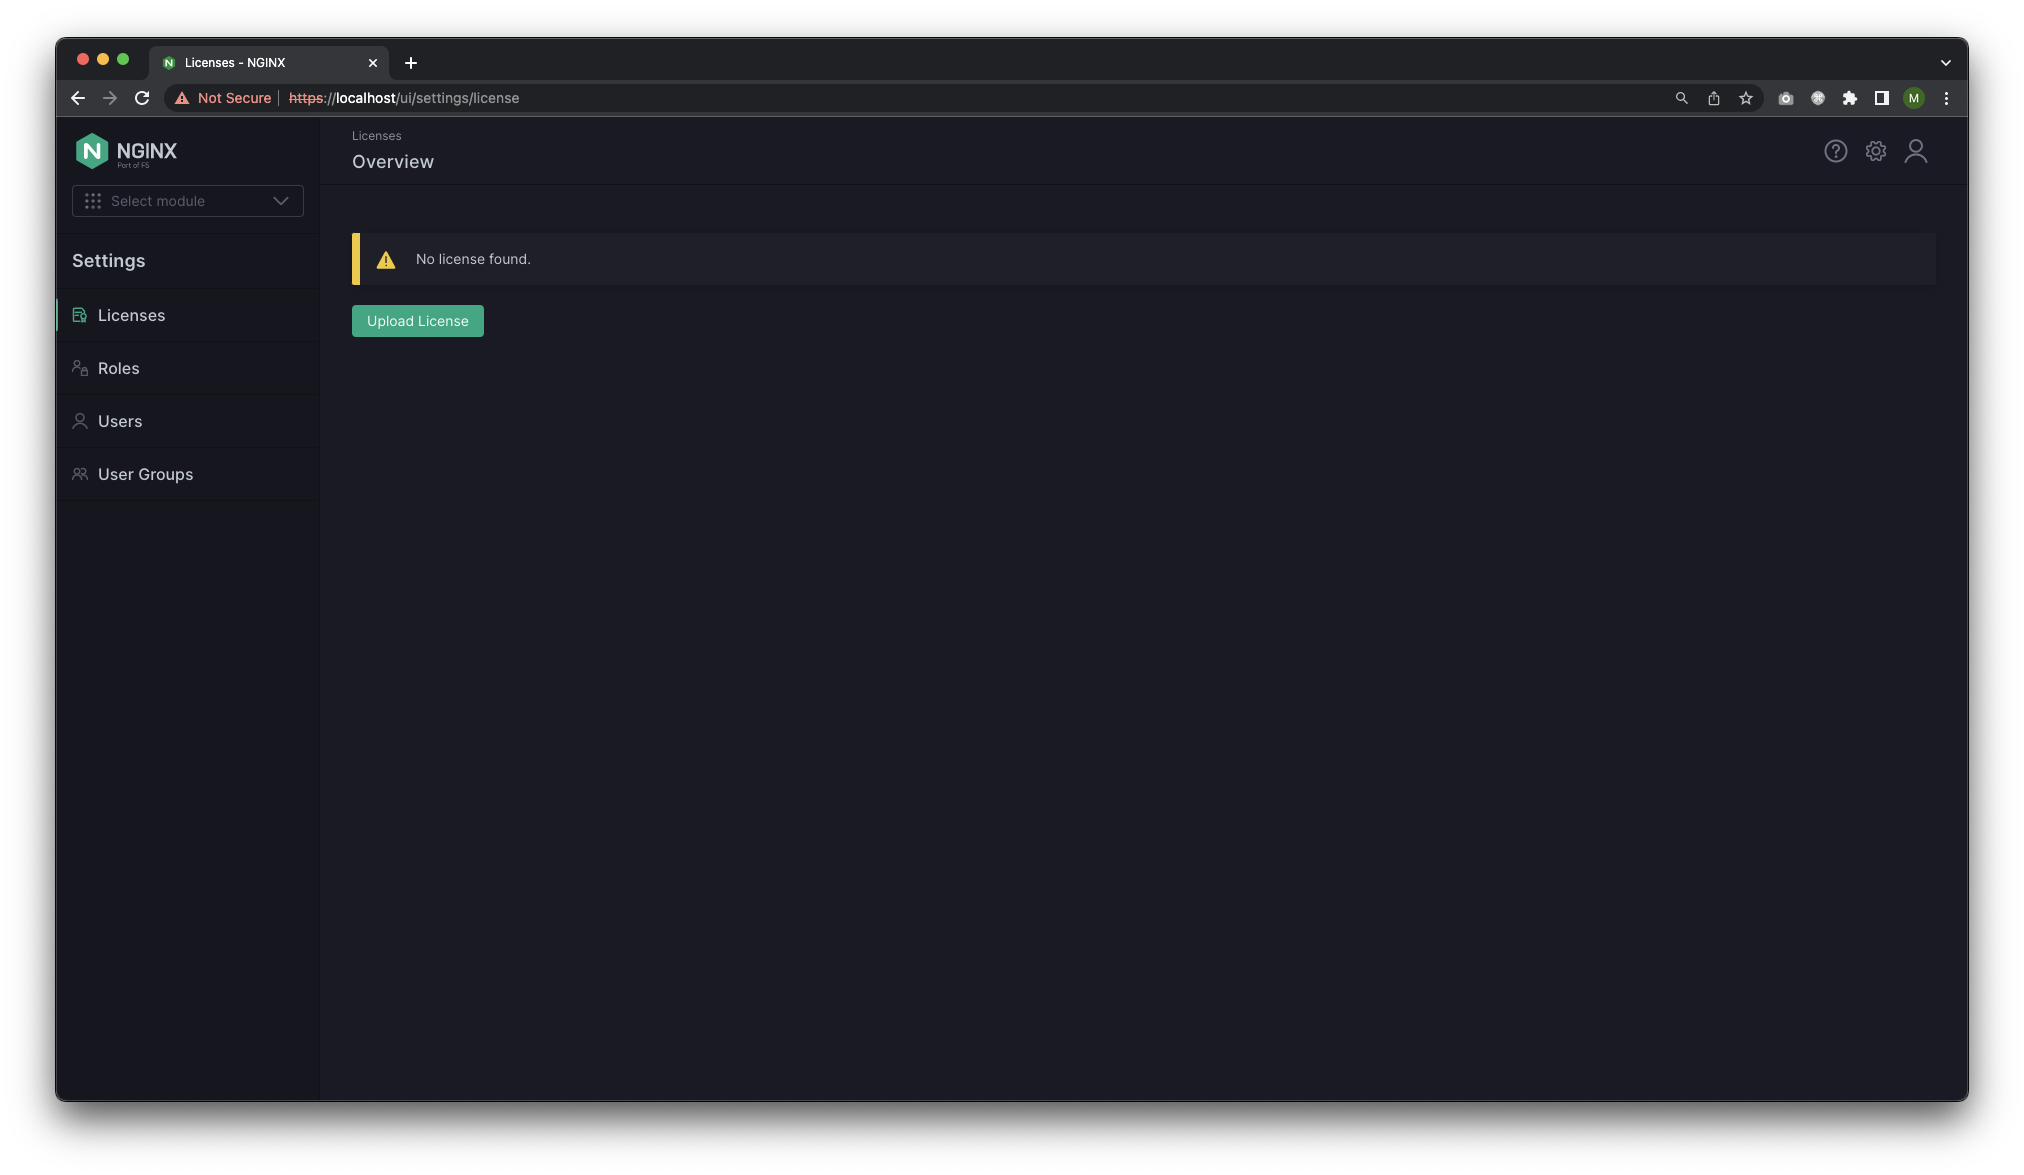 Licenses - NGINX
Not Secure
https://localhost/ui/settings/license
M
NGINX
Part of F5
Select module
Settings
Licenses
Roles
Users
User Groups
Licenses
Overview
No license found.
Upload License